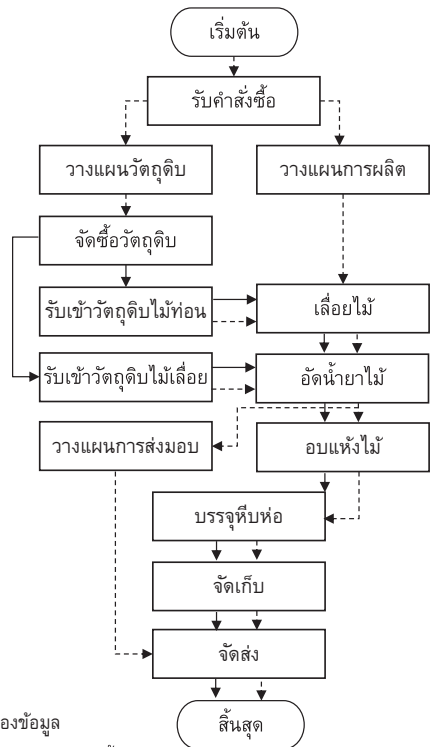 เริ่มต้น
รับคำสั่งซื้อ
วางแผนวัตถุดิบ
วางแผนการผลิต
จัดซื้อวัตถุดิบ
รับเข้าวัตถุดิบไม้ท่อน
เลื่อยไม้
รับเข้าวัตถุดิบไม้เลื่อย
อัดน้ำยาไม้
วางแผนการส่งมอบ
อบแห้งไม้
บรรจุหีบห่อ
จัดเก็บ
จัดส่ง
องข้อมูล
สิ้นสุด